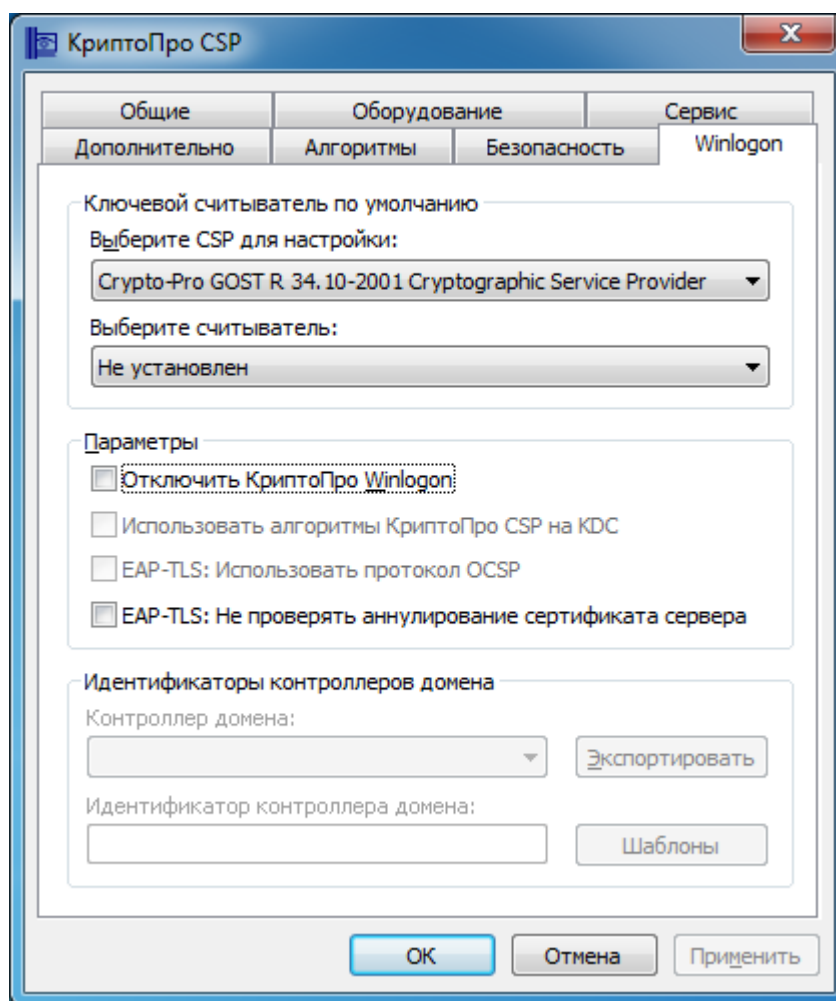 КриптоПро CSP
Общие Оборудование Сервис
Дополнительно Алгоритмы Безопасность Winlogon
Ключевой считыватель по умолчанию
Выберите CSP для настройки:
Crypto-Pro GOST R 34.10-2001 Cryptographic Service Provider
Выберите считыватель:
Не установлен
Параметры
Отключить КриптоПро Winlogon
Использовать алгоритмы КриптоПро CSP на KDC
EAP-TLS: Использовать протокол OCSP
EAP-TLS: Не проверять аннулирование сертификата сервера
Идентификаторы контроллеров домена
Контроллер домена:
Экспортировать
Идентификатор контроллера домена:
Шаблоны
ОК Отмена Применить